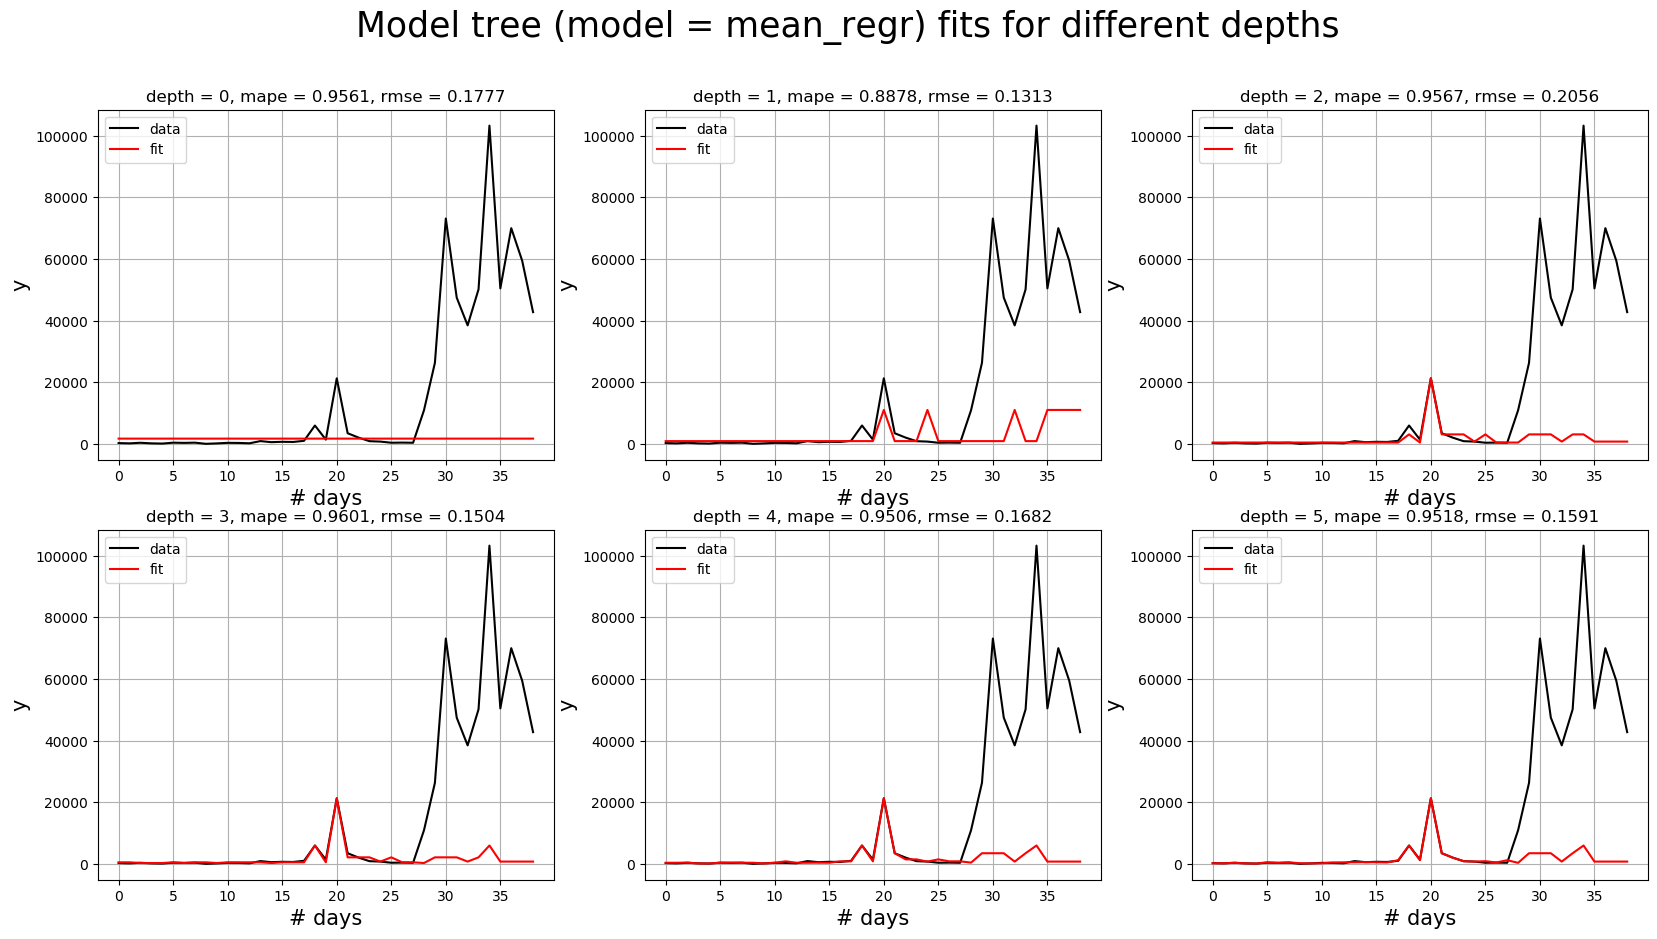 Model tree (model = mean_regr) fits for different depths
depth = 0, mape = 0.9561, rmse = 0.1777
data
fit
100000
80000
60000
40000
20000
0
y
0 5 10 15 20 25 30 35
# days
depth = 1, mape = 0.8878, rmse = 0.1313
data
fit
100000
80000
60000
40000
20000
0
y
0 5 10 15 20 25 30 35
# days
depth = 2, mape = 0.9567, rmse = 0.2056
data
fit
100000
80000
60000
40000
20000
0
y
0 5 10 15 20 25 30 35
# days
depth = 3, mape = 0.9601, rmse = 0.1504
data
fit
100000
80000
60000
40000
20000
0
y
0 5 10 15 20 25 30 35
# days
depth = 4, mape = 0.9506, rmse = 0.1682
data
fit
100000
80000
60000
40000
20000
0
y
0 5 10 15 20 25 30 35
# days
depth = 5, mape = 0.9518, rmse = 0.1591
data
fit
100000
80000
60000
40000
20000
0
y
0 5 10 15 20 25 30 35
# days